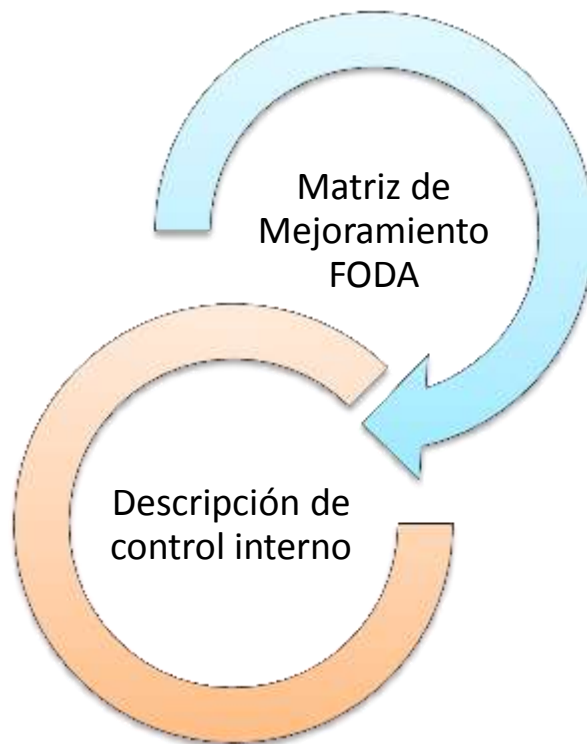 Matriz de
Mejoramiento
FODA
Descripción de
control interno